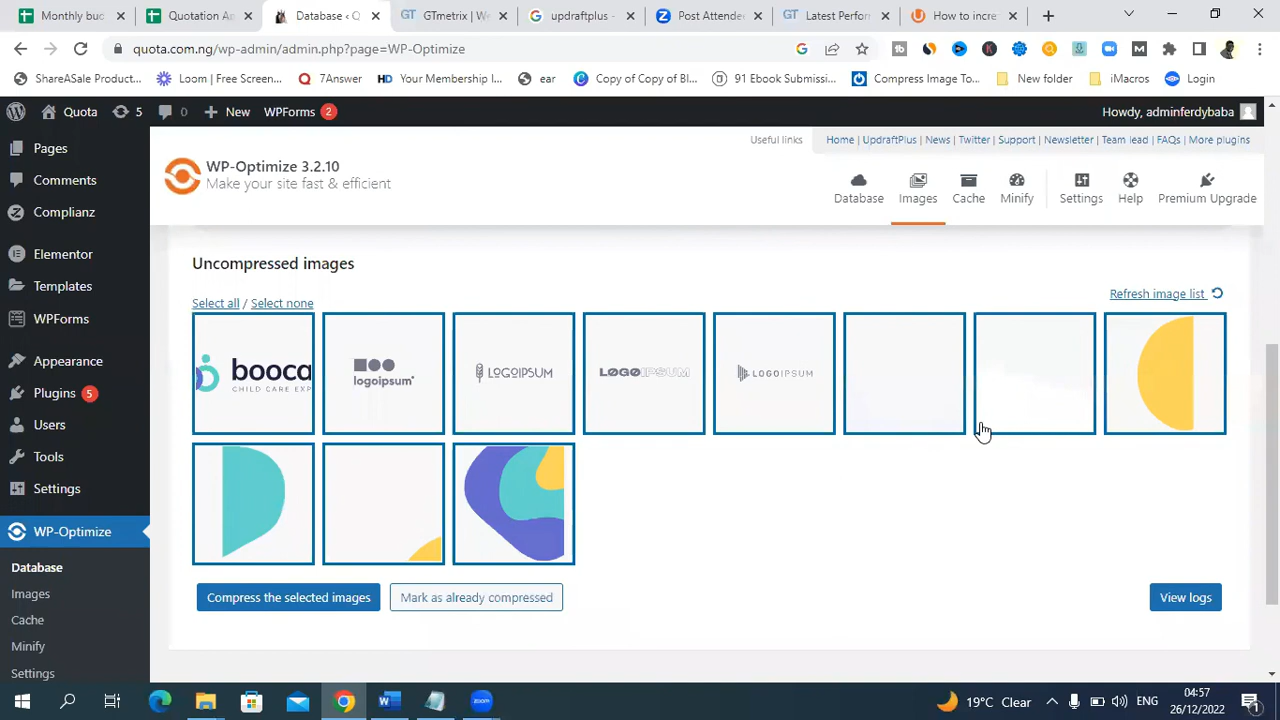 Monthly buc
Quotation A
Database ‹ Q
GTmetrix | W
updraftplus -
Post Attende
Latest Perfor
How to incre
quota.com.ng/wp-admin/admin.php?page=WP-Optimize
ShareASale Product...
Loom | Free Screen...
7Answer
Your Membership I...
ear
Copy of Copy of Bl...
91 Ebook Submissi...
Compress Image To...
New folder
iMacros
Login
Quota
5
0
New
WPForms 2
Howdy, adminferdybaba
Pages
Comments
Complianz
Elementor
Templates
WPForms
Appearance
Plugins 5
Users
Tools
Settings
WP-Optimize
Database
Images
Cache
Minify
Settings
WP-Optimize 3.2.10
Make your site fast & efficient
Useful links
Home | UpdraftPlus | News | Twitter | Support | Newsletter | Team lead | FAQs | More plugins
Database
Images
Cache
Minify
Settings
Help
Premium Upgrade
Uncompressed images
Select all / Select none
Refresh image list
booca
CHILD CARE EXP
logoipsum
LOGOIPSUM
LOGOIPSUM
LOGOIPSUM
Compress the selected images
Mark as already compressed
View logs
19°C Clear
ENG
04:57
26/12/2022
1